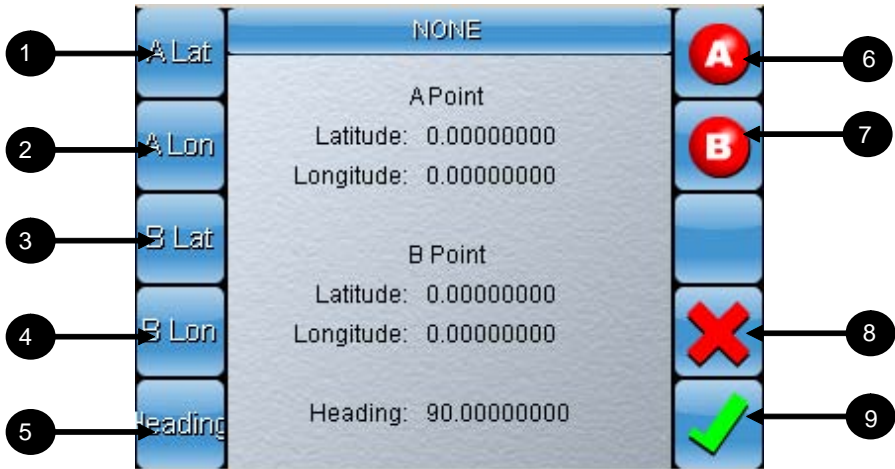 NONE
1
A Lat
2
A Lon
3
B Lat
4
B Lon
5
Heading
A Point
Latitude: 0.00000000
Longitude: 0.00000000
B Point
Latitude: 0.00000000
Longitude: 0.00000000
Heading: 90.00000000
A
6
B
7
8
9